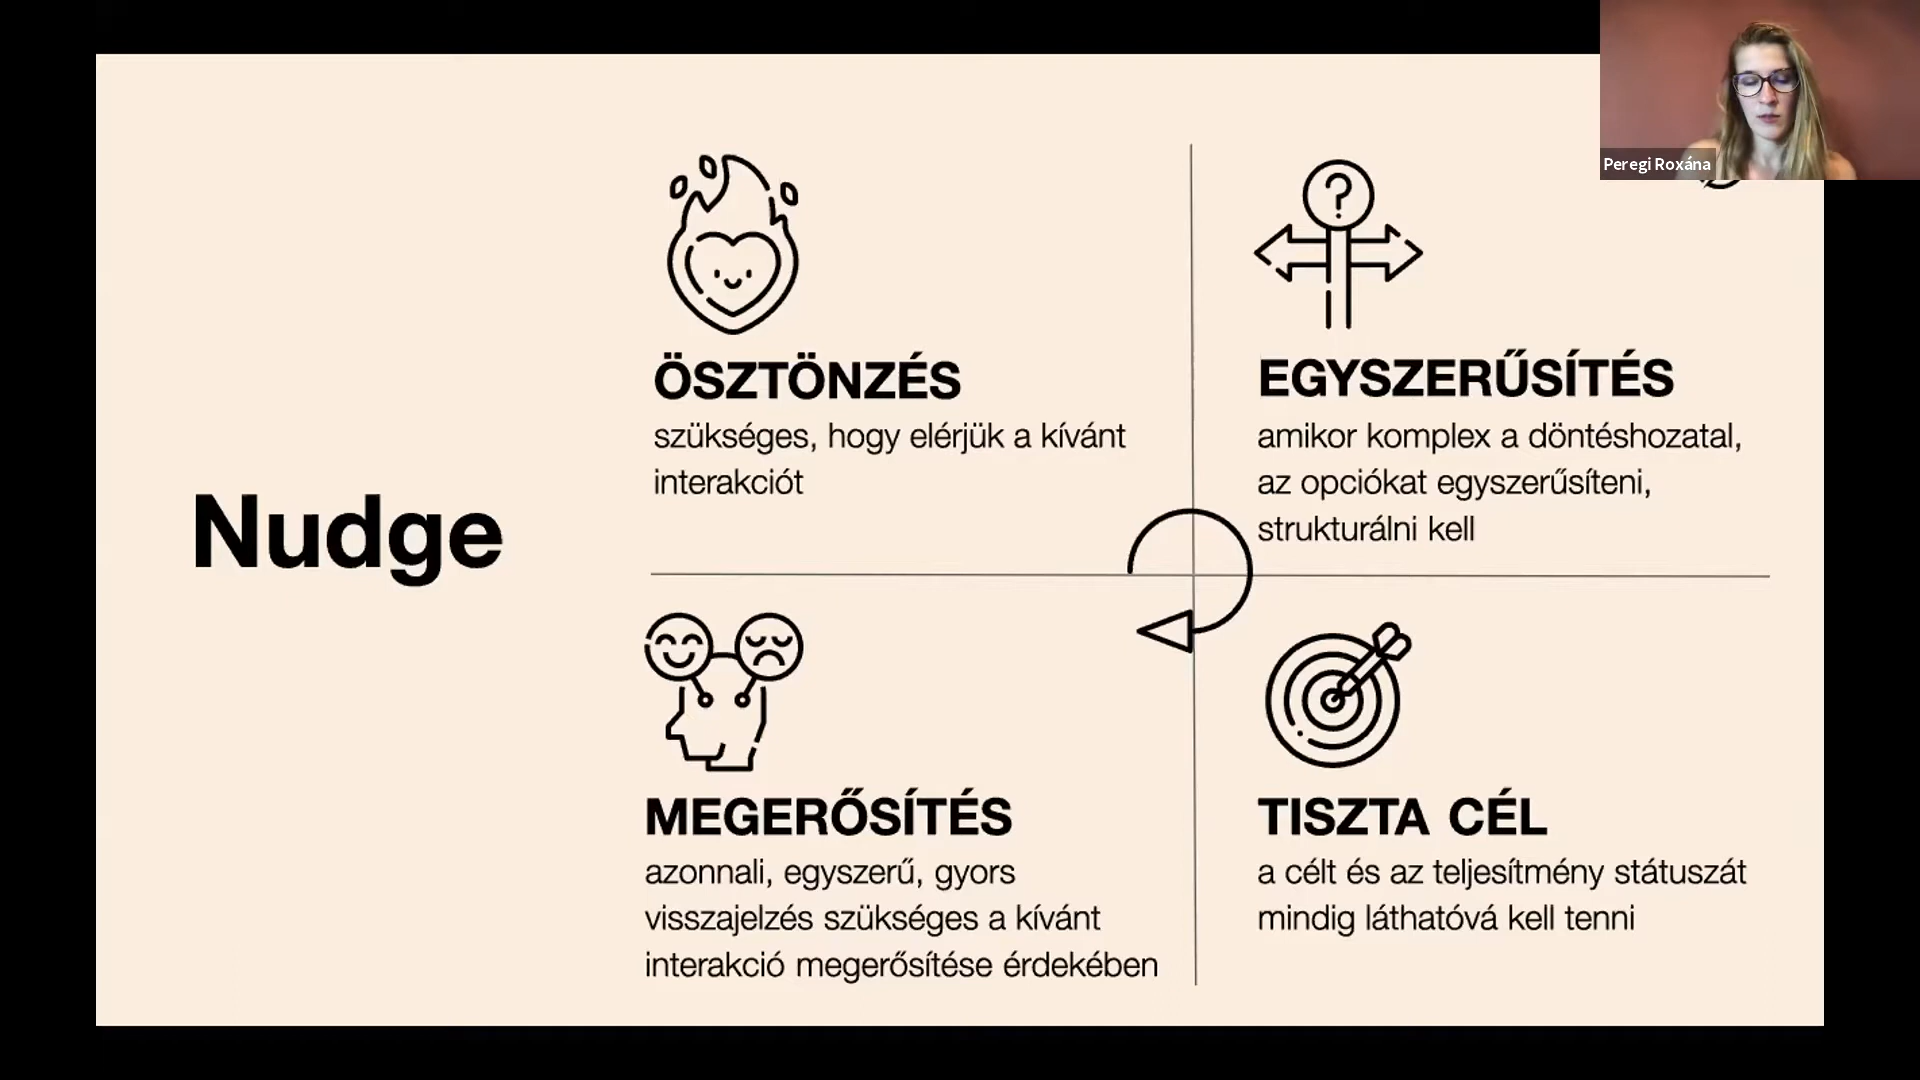 Peregi Roxána
Nudge
ÖSZTÖNZÉS
szükséges, hogy elérjük a kívánt
interakciót
?
EGYSZERŰSÍTÉS
amikor komplex a döntéshozatal,
az opciókat egyszerűsíteni,
strukturálni kell
MEGERŐSÍTÉS
azonnali, egyszerű, gyors
visszajelzés szükséges a kívánt
interakció megerősítése érdekében
TISZTA CÉL
a célt és az teljesítmény státuszát
mindig láthatóvá kell tenni